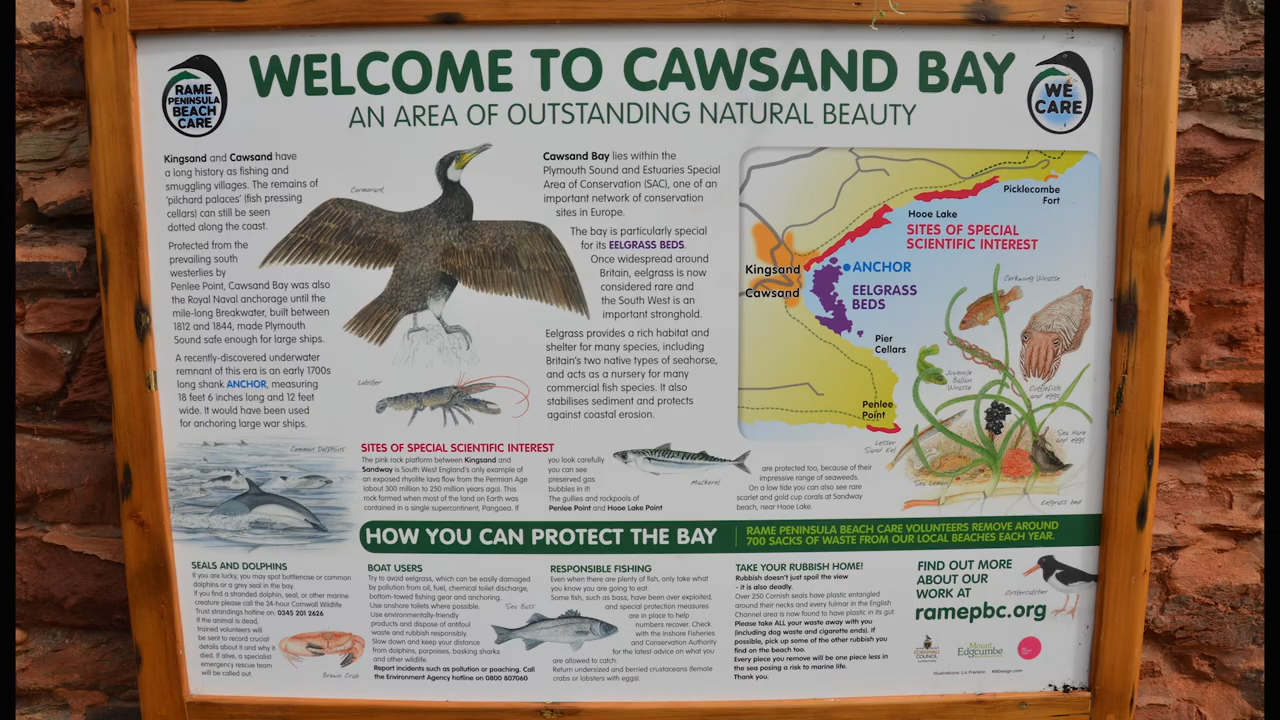 RAME
PENINSULA
BEACH
CARE
WELCOME TO CAWSAND BAY
AN AREA OF OUTSTANDING NATURAL BEAUTY
WE
CARE
Kingsand and Cawsand have
a long history as fishing and
smuggling villages. The remains of
'pilchard palaces' (fish pressing
cellars) can still be seen
dotted along the coast.
Protected from the
prevailing south
westerlies by
Penlee Point, Cawsand Bay was also
the Royal Naval anchorage until the
mile-long Breakwater, built between
1812 and 1844, made Plymouth
Sound safe enough for large ships.
A recently-discovered underwater
remnant of this era is an early 1700s
long shank ANCHOR, measuring
18 feet 6 inches long and 12 feet
wide. It would have been used
for anchoring large war ships.
Cormorant
Lobster
Common Dolphins
Cawsand Bay lies within the
Plymouth Sound and Estuaries Special
Area of Conservation (SAC), one of an
important network of conservation
sites in Europe.
The bay is particularly special
for its EELGRASS BEDS.
Once widespread around
Britain, eelgrass is now
considered rare and
the South West is an
important stronghold.
Eelgrass provides a rich habitat and
shelter for many species, including
Britain's two native types of seahorse,
and acts as a nursery for many
commercial fish species. It also
stabilises sediment and protects
against coastal erosion.
Picklecombe
Fort
Hooe Lake
SITES OF SPECIAL
SCIENTIFIC INTEREST
Kingsand
Cawsand
ANCHOR
EELGRASS
BEDS
Pier
Cellars
Penlee
Point
Corkwing Wrasse
Juvenile
Ballan
Wrasse
Cuttlefish
and eggs
Lesser
Sand Eel
Sea Hare
and eggs
Sea Lemon
Eelgrass bed
SITES OF SPECIAL SCIENTIFIC INTEREST
The pink rock platform between Kingsand and
Sandway is South West England's only example of
an exposed rhyolite lava flow from the Permian Age
(about 300 million to 250 million years ago). This
rock formed when most of the land on Earth was
contained in a single supercontinent, Pangaea. If
you look carefully
you can see
preserved gas
bubbles in it!
The gullies and rockpools of
Penlee Point and Hooe Lake Point
Mackerel
are protected too, because of their
impressive range of seaweeds.
On a low tide you can also see rare
scarlet and gold cup corals at Sandway
beach, near Hooe Lake.
HOW YOU CAN PROTECT THE BAY
RAME PENINSULA BEACH CARE VOLUNTEERS REMOVE AROUND
700 SACKS OF WASTE FROM OUR LOCAL BEACHES EACH YEAR.
SEALS AND DOLPHINS
If you are lucky, you may spot bottlenose or common
dolphins or a grey seal in the bay.
If you find a stranded dolphin, seal, or other marine
creature please call the 24-hour Cornwall Wildlife
Trust strandings hotline on 0345 201 2626
If the animal is dead,
trained volunteers will
be sent to record crucial
details about it and why it
died. If alive, a specialist
emergency rescue team
will be called out.
Brown Crab
BOAT USERS
Try to avoid eelgrass, which can be easily damaged
by pollution from oil, fuel, chemical toilet discharge,
bottom-towed fishing gear and anchoring.
Use onshore toilets where possible.
Use environmentally-friendly
products and dispose of antifoul
waste and rubbish responsibly.
Slow down and keep your distance
from dolphins, porpoises, basking sharks
and other wildlife.
Report incidents such as pollution or poaching. Call
the Environment Agency hotline on 0800 807060
RESPONSIBLE FISHING
Even when there are plenty of fish, only take what
you know you are going to eat.
Some fish, such as bass, have been over exploited,
and special protection measures
are in place to help
numbers recover. Check
with the Inshore Fisheries
and Conservation Authority
for the latest advice on what you
are allowed to catch.
Return undersized and berried crustaceans (female
crabs or lobsters with eggs).
Sea Bass
TAKE YOUR RUBBISH HOME!
Rubbish doesn't just spoil the view
- it is also deadly.
Over 250 Cornish seals have plastic entangled
around their necks and every fulmar in the English
Channel area is now found to have plastic in its gut.
Please take ALL your waste away with you
(including dog waste and cigarette ends). If
possible, pick up some of the other rubbish you
find on the beach too.
Every piece you remove will be one piece less in
the sea posing a risk to marine life.
Thank you.
FIND OUT MORE
ABOUT OUR
WORK AT
ramepbc.org
Oystercatcher
CORNWALL
COUNCIL
Mount
Edgcumbe
Illustrations: Liz Franklin